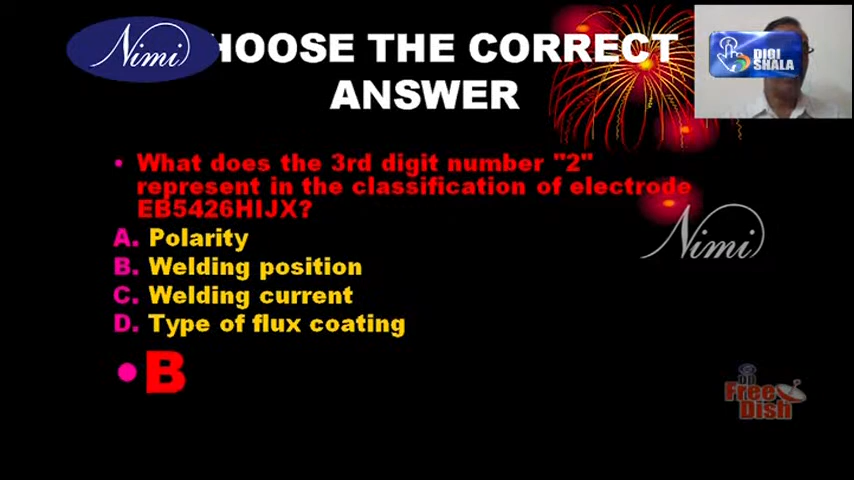 Nimi
HOOSE THE CORRECT
ANSWER
DIGI
SHALA
• What does the 3rd digit number "2"
represent in the classification of electrode
EB5426HIJX?
Nimi
A. Polarity
B. Welding position
C. Welding current
D. Type of flux coating
• B
Free
Dish